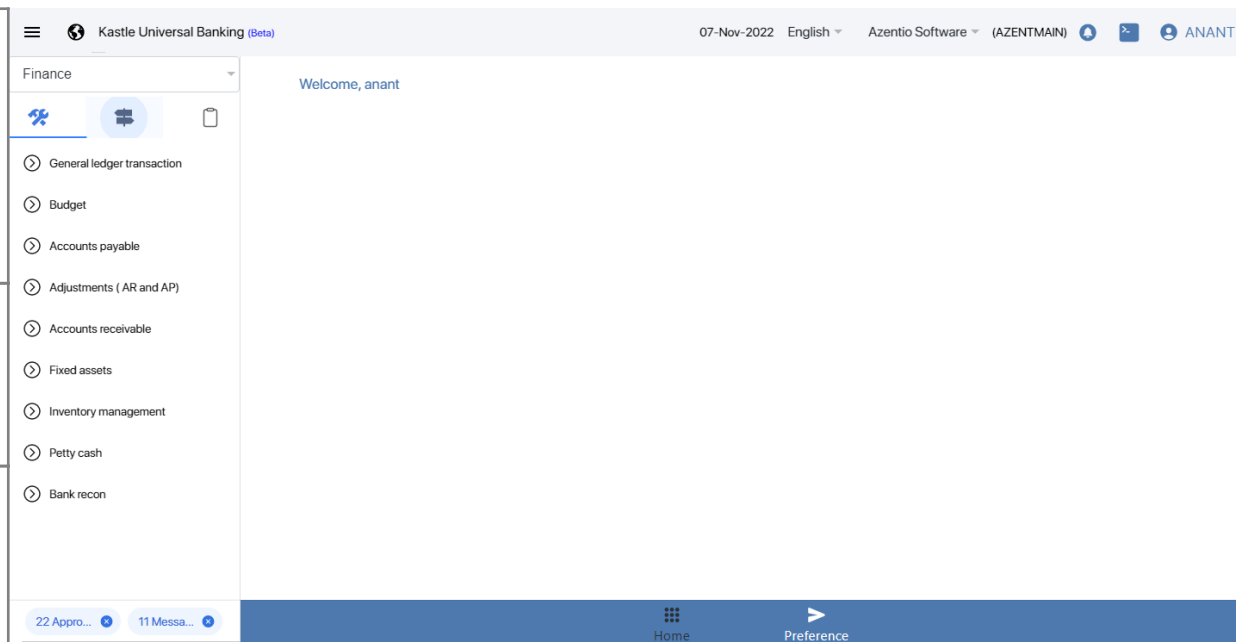 Kastle Universal Banking (Beta)
07-Nov-2022 English Azentio Software (AZENTMAIN) ANANT
Finance
Welcome, anant
General ledger transaction
Budget
Accounts payable
Adjustments ( AR and AP)
Accounts receivable
Fixed assets
Inventory management
Petty cash
Bank recon
22 Appro... 11 Messa...
Home Preference